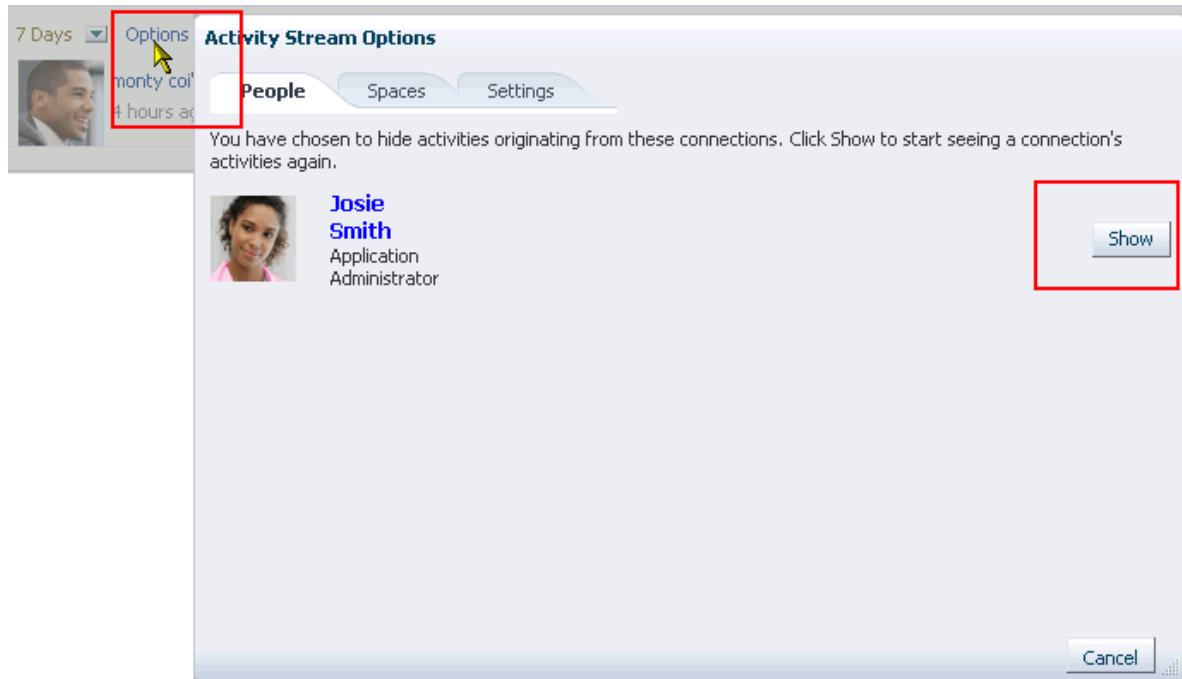 7 Days Options
monty coi'
4 hours ag
Activity Stream Options
People Spaces Settings
You have chosen to hide activities originating from these connections. Click Show to start seeing a connection's
activities again.
Josie
Smith
Application
Administrator
Show
Cancel